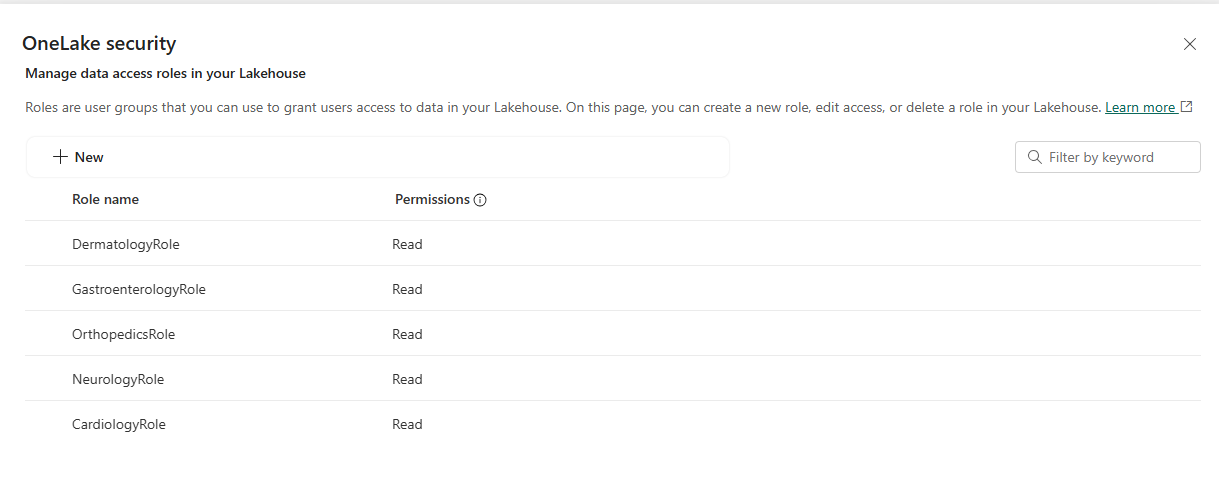 OneLake security
Manage data access roles in your Lakehouse
Roles are user groups that you can use to grant users access to data in your Lakehouse. On this page, you can create a new role, edit access, or delete a role in your Lakehouse. Learn more
New
Filter by keyword
Role name Permissions
DermatologyRole Read
GastroenterologyRole Read
OrthopedicsRole Read
NeurologyRole Read
CardiologyRole Read